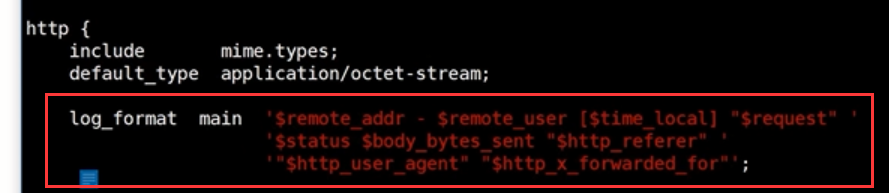 http {
    include       mime.types;
    default_type  application/octet-stream;
    log_format  main  '$remote_addr - $remote_user [$time_local] "$request" '
                      '$status $body_bytes_sent "$http_referer" '
                      '"$http_user_agent" "$http_x_forwarded_for"';